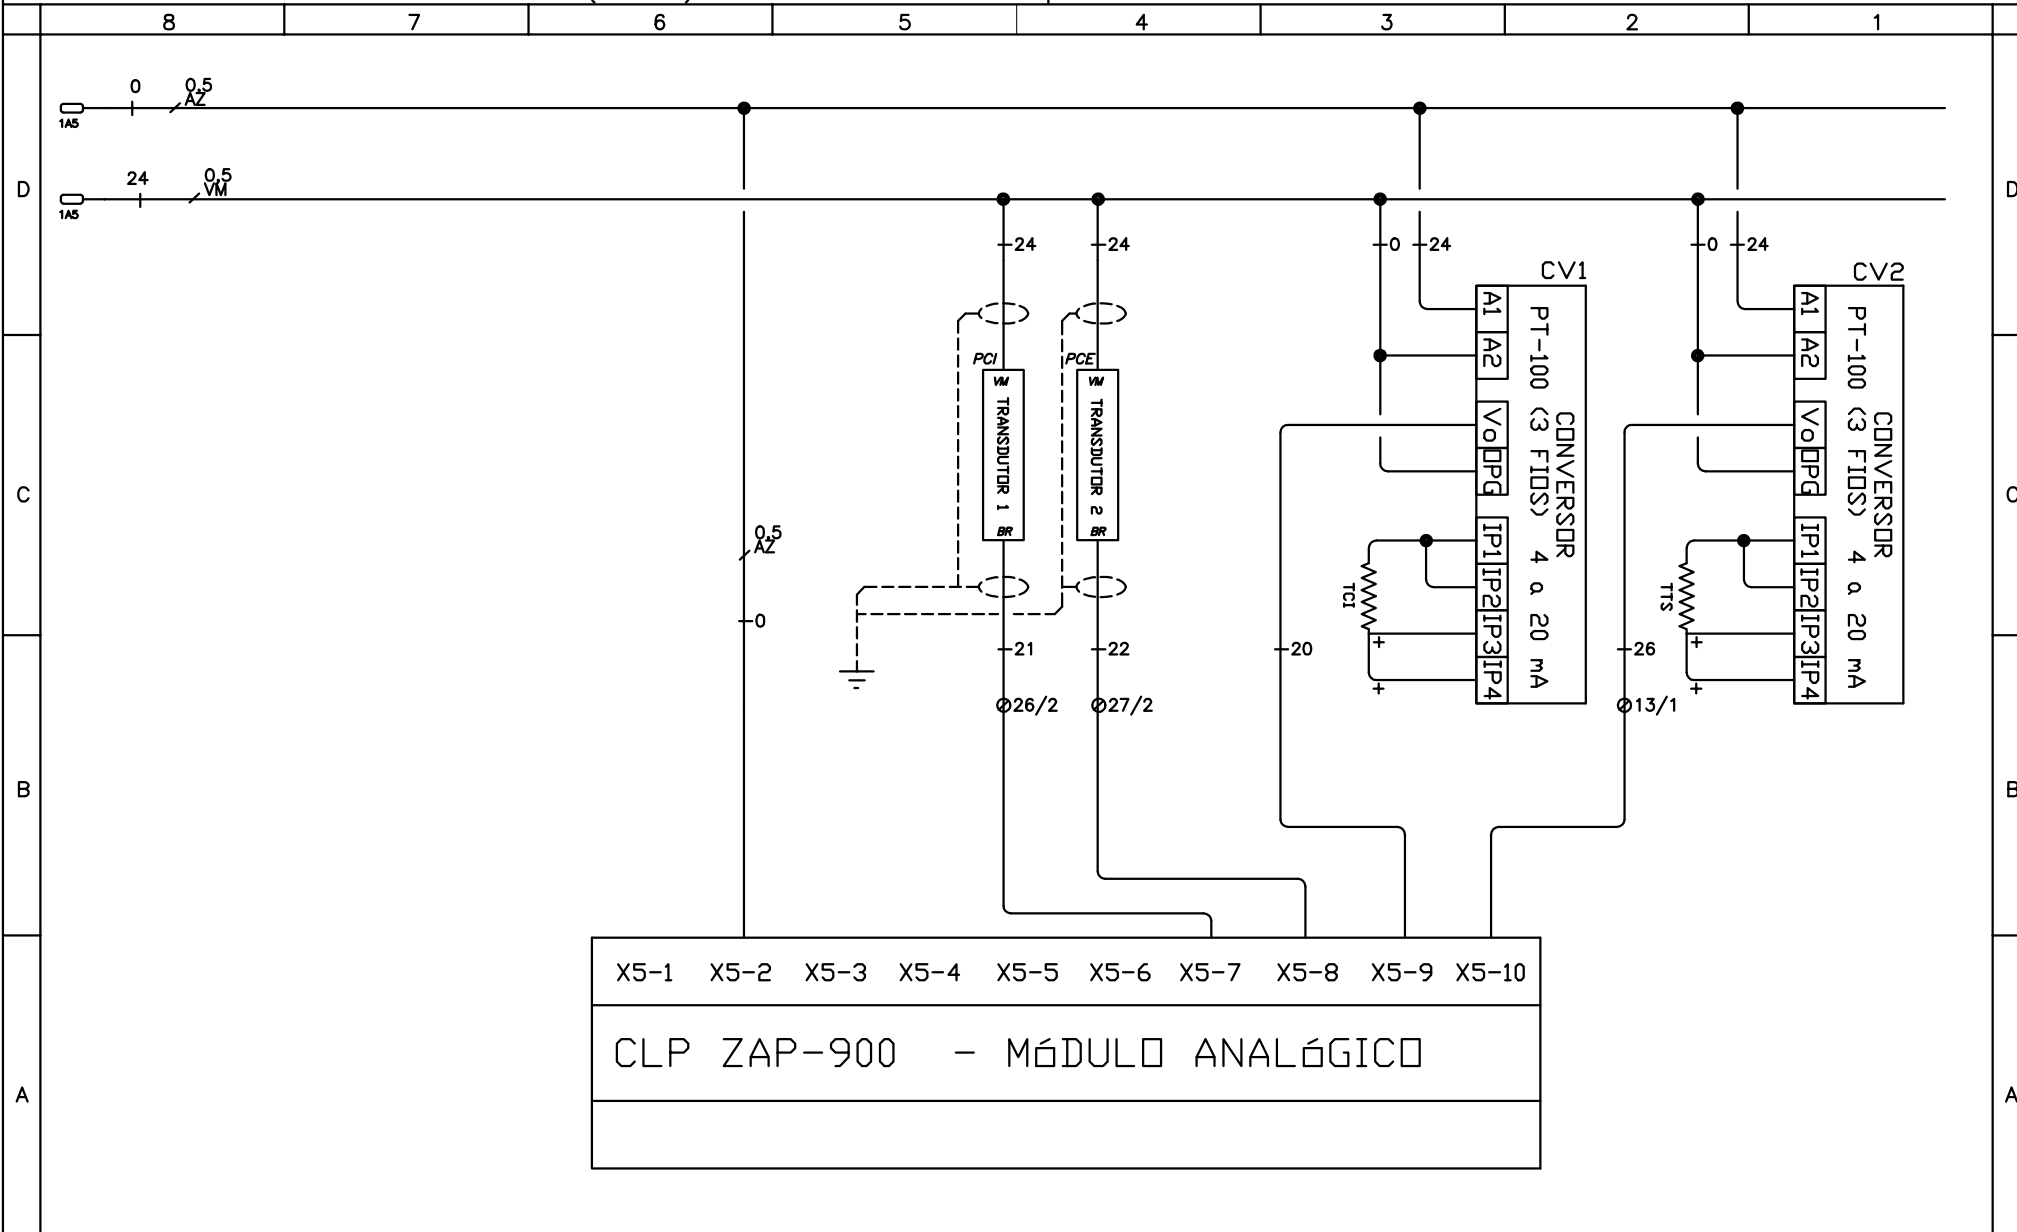 8 7 6 5 4 3 2 1
0 0,5
AZ
1A5
24 0,5
VM
1A5
D D
24 24 0 24 0 24
CV1 CV2
PCI PCE
VM VM
TRANSDUTOR 1
TRANSDUTOR 2
BR BR
A1
A2
Vo
OPG
IP1
IP2
IP3
IP4
CONVERSOR
PT-100 (3 FIOS) 4 a 20 mA
A1
A2
Vo
OPG
IP1
IP2
IP3
IP4
CONVERSOR
PT-100 (3 FIOS) 4 a 20 mA
C C
0,5
AZ
TCI TTS
0
+ +
21 22 20 26
+ +
26/2 27/2 13/1
B B
X5-1 X5-2 X5-3 X5-4 X5-5 X5-6 X5-7 X5-8 X5-9 X5-10
CLP ZAP-900 - MóDULO ANALóGICO
A A